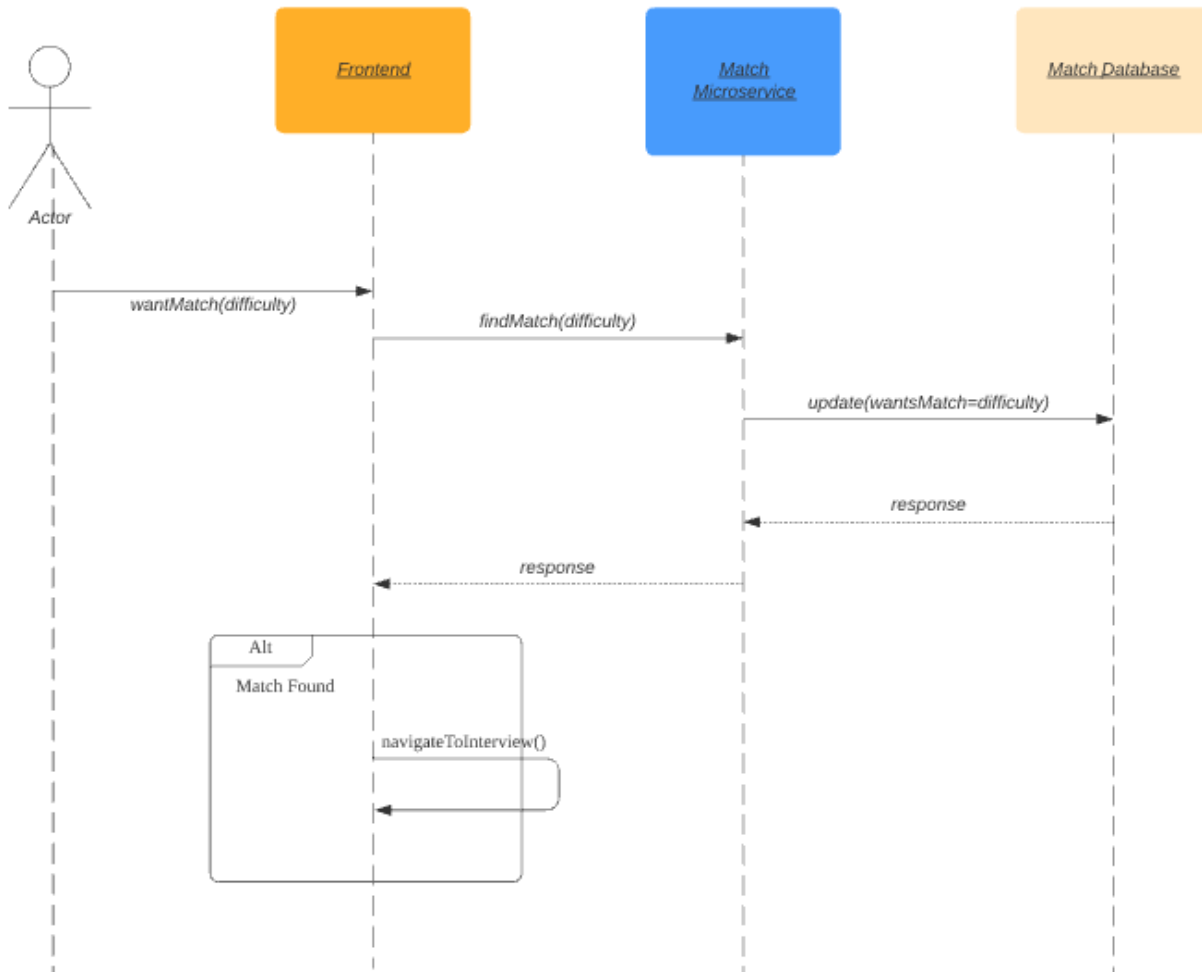 Frontend
Match
Microservice
Match Database
Actor
wantMatch(difficulty)
findMatch(difficulty)
update(wantsMatch=difficulty)
response
response
Alt
Match Found
navigateToInterview()